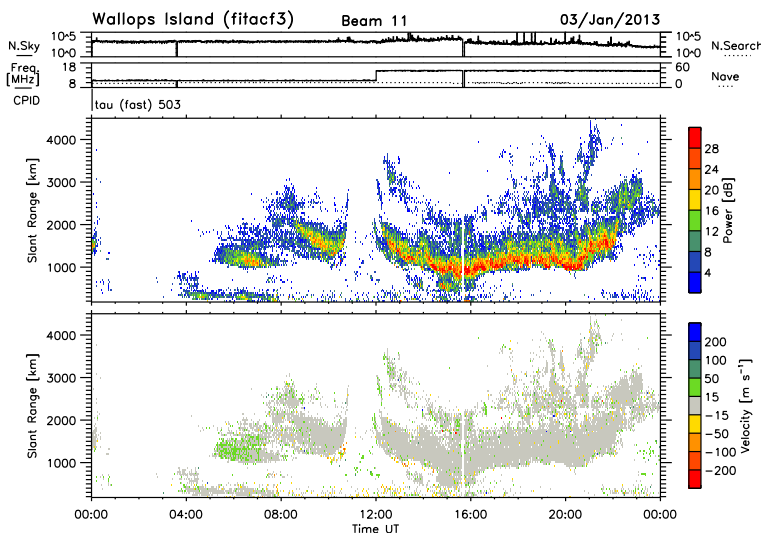 Wallops Island (fitacf3) Beam 11 03/Jan/2013
N.Sky 10^5 10^0 10^5 10^0 N.Search
Freq. [MHz] 18 8 60 0 Nave
CPID tau (fast) 503
Slant Range [km] 4000 3000 2000 1000
Power [dB] 28 24 20 16 12 8 4
Slant Range [km] 4000 3000 2000 1000
Velocity [m s⁻¹] 200 100 50 15 -15 -50 -100 -200
00:00 04:00 08:00 12:00 16:00 20:00 00:00
Time UT